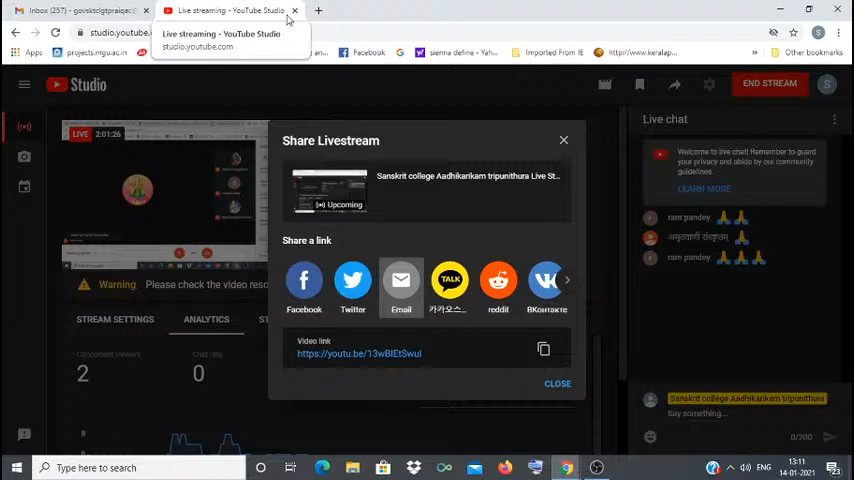 Inbox (257) - govsktclgtpraiqac
Live streaming - YouTube Studio
studio.youtube.
Live streaming - YouTube Studio
studio.youtube.com
Apps
projects.mgu.ac.in
Facebook
sienna define - Yah...
Imported From IE
http://www.keralap...
Other bookmarks
Studio
END STREAM
S
LIVE
2:01:26
Share Livestream
Sanskrit college Aadhikarikam tripunithura Live St...
Upcoming
Share a link
TALK
Facebook
Twitter
Email
카카오스...
reddit
ВКонтакте
Video link
CLOSE
Warning
Please check the video reso
STREAM SETTINGS
ANALYTICS
ST
Concurrent viewers
Chat rate
2
0
8
6
Live chat
Welcome to live chat! Remember to guard
your privacy and abide by our community
guidelines.
LEARN MORE
ram pandey
अमृतवाणी संस्कृतम्
ram pandey
Sanskrit college Aadhikarikam tripunithura
Say something...
0/200
Type here to search
ENG
13:11
14-01-2021
23